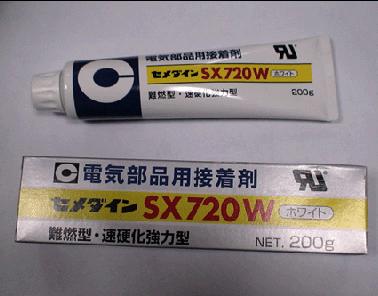 電気部品用接着剤
セメダイン SX720W ホワイト
難燃型・速硬化強力型 200g
電気部品用接着剤
セメダイン SX720W ホワイト
難燃型・速硬化強力型 NET. 200g